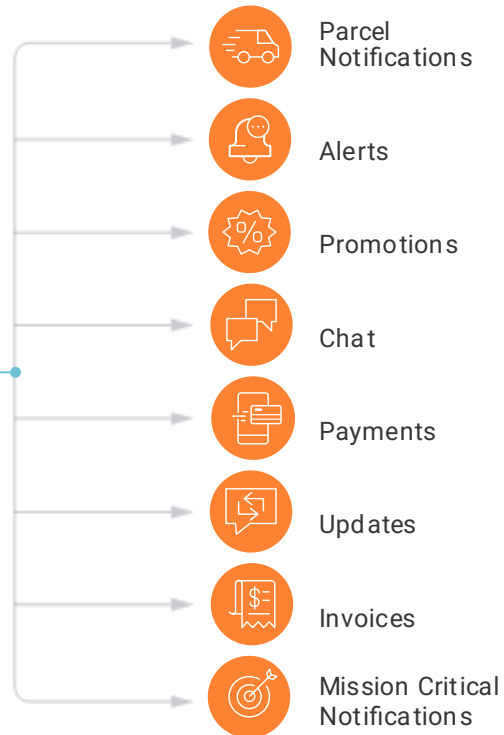 Parcel
Notifications
Alerts
Promotions
Chat
Payments
Updates
Invoices
Mission Critical
Notifications